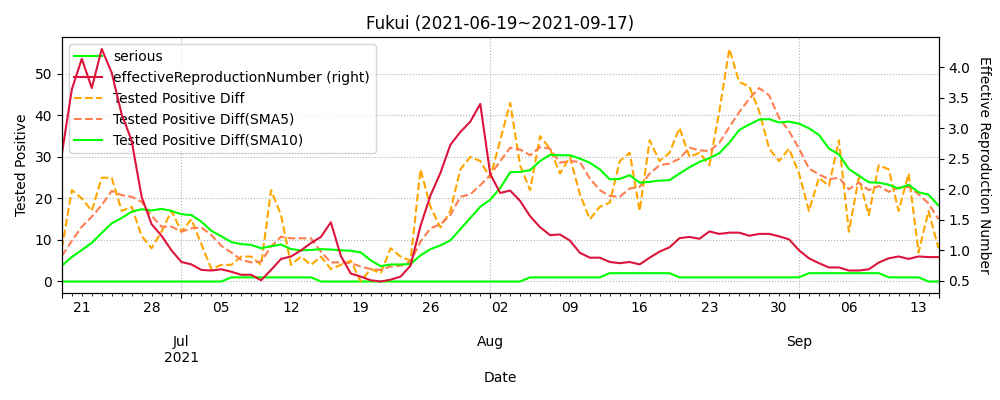 Fukui (2021-06-19~2021-09-17)
serious
effectiveReproductionNumber (right)
Tested Positive Diff
Tested Positive Diff(SMA5)
Tested Positive Diff(SMA10)
Tested Positive
50
40
30
20
10
0
Effective Reproduction Number
4.0
3.5
3.0
2.5
2.0
1.5
1.0
0.5
21 28 05 12 19 26 02 09 16 23 30 06 13
Jul Aug Sep
2021
Date